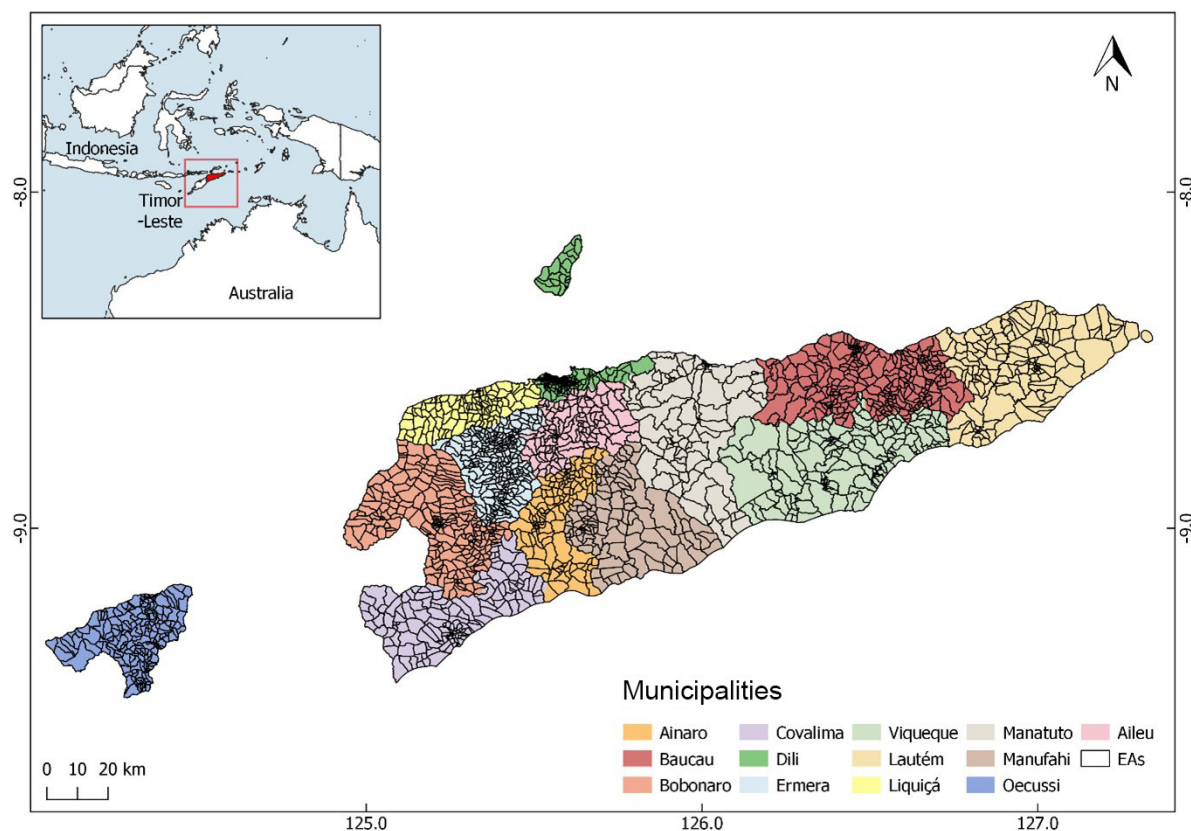 Indonesia
Timor
-Leste
Australia
N
-8.0
-8.0
-9.0
-9.0
Municipalities
Ainaro Covalima Viqueque Manatuto Aileu
Baucau Dili Lautém Manufahi EAs
Bobonaro Ermera Liquiçá Oecussi
0 10 20 km
125.0 126.0 127.0